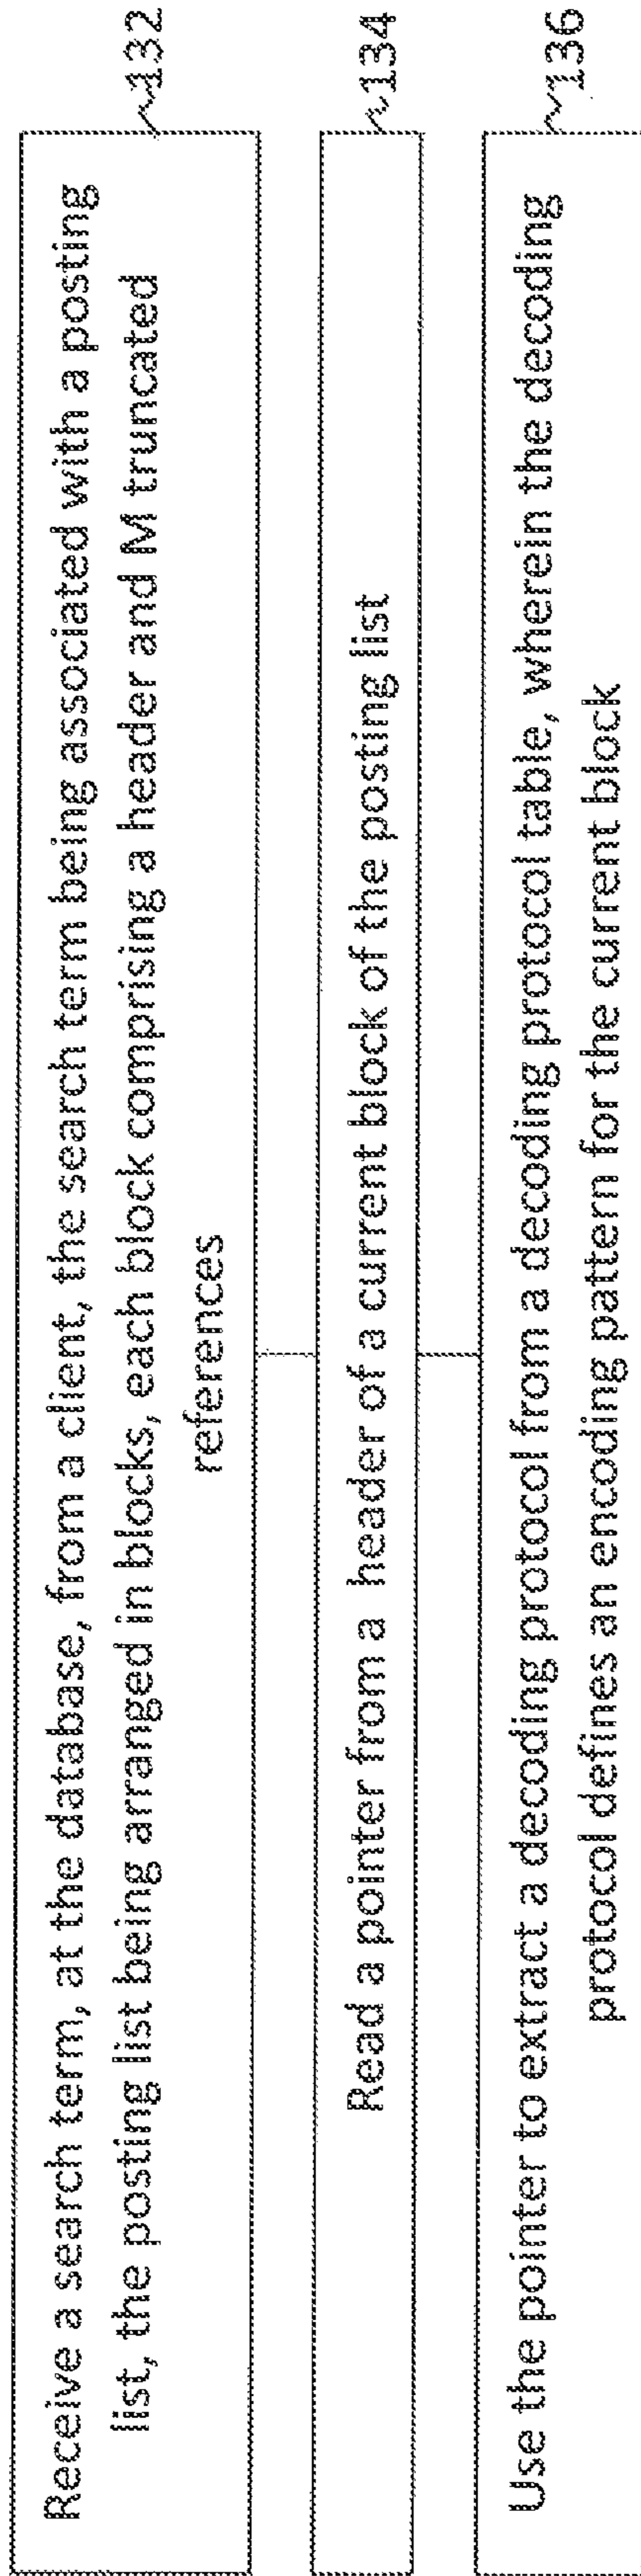 Receive a search term, at the database, from a client, the search term being associated with a posting
list, the posting list being arranged in blocks, each block comprising a header and M truncated
references
132
Read a pointer from a header of a current block of the posting list
134
Use the pointer to extract a decoding protocol from a decoding protocol table, wherein the decoding
protocol defines an encoding pattern for the current block
136